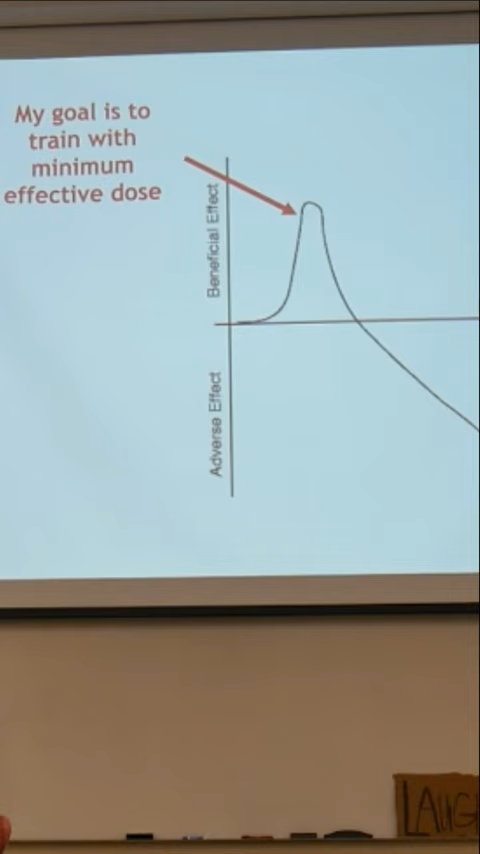 My goal is to
train with
minimum
effective dose
Beneficial Effect
Adverse Effect